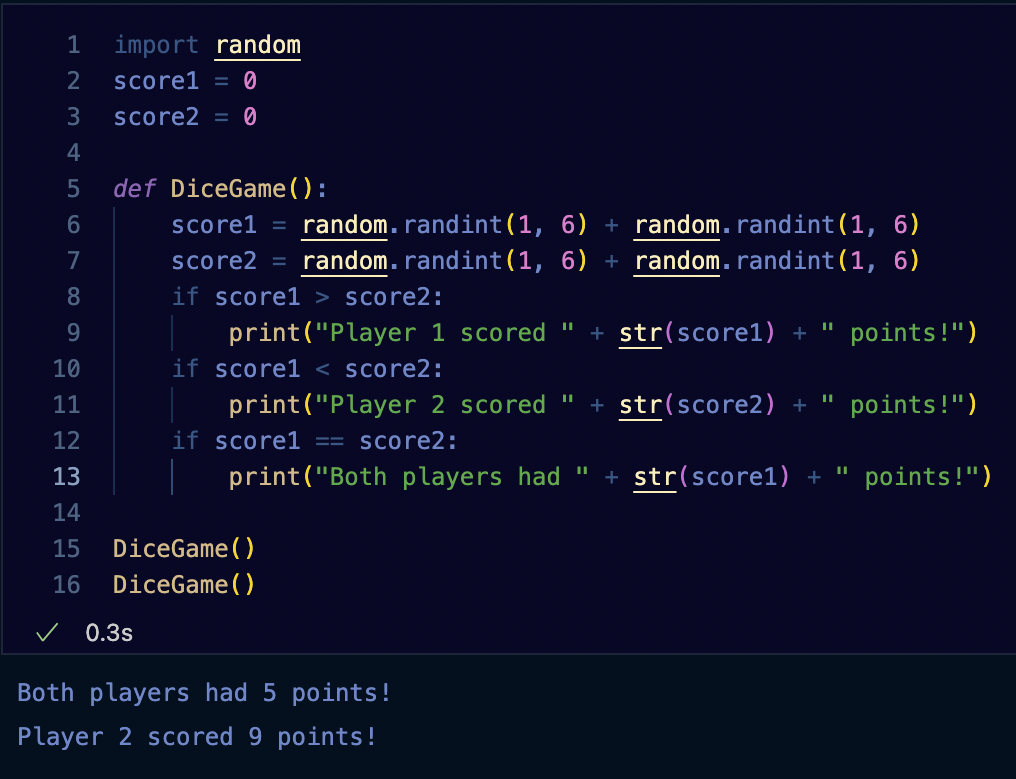 1 import random
2 score1 = 0
3 score2 = 0
4
5 def DiceGame():
6     score1 = random.randint(1, 6) + random.randint(1, 6)
7     score2 = random.randint(1, 6) + random.randint(1, 6)
8     if score1 > score2:
9         print("Player 1 scored " + str(score1) + " points!")
10     if score1 < score2:
11         print("Player 2 scored " + str(score2) + " points!")
12     if score1 == score2:
13         print("Both players had " + str(score1) + " points!")
14
15 DiceGame()
16 DiceGame()
✓ 0.3s
Both players had 5 points!
Player 2 scored 9 points!